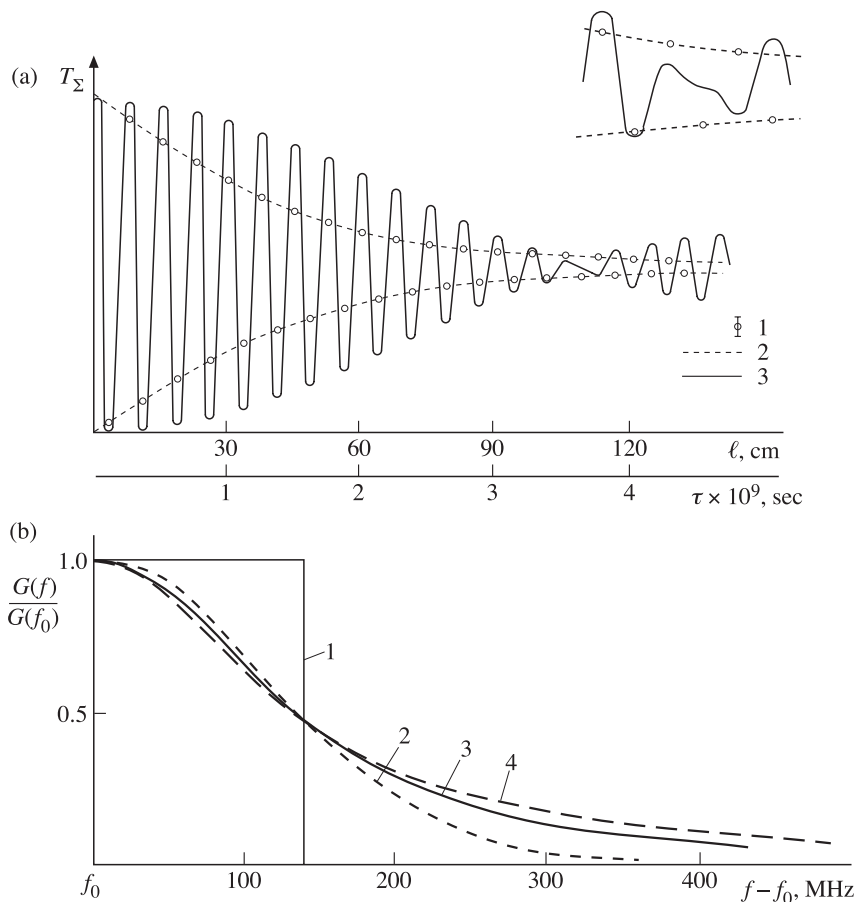 (a)
T_Σ
1
2
3
30 60 90 120 ℓ, cm
1 2 3 4 τ × 10⁹, sec
(b)
1.0
G(f)
G(f₀)
1
0.5
2 3 4
f₀ 100 200 300 400 f – f₀, MHz